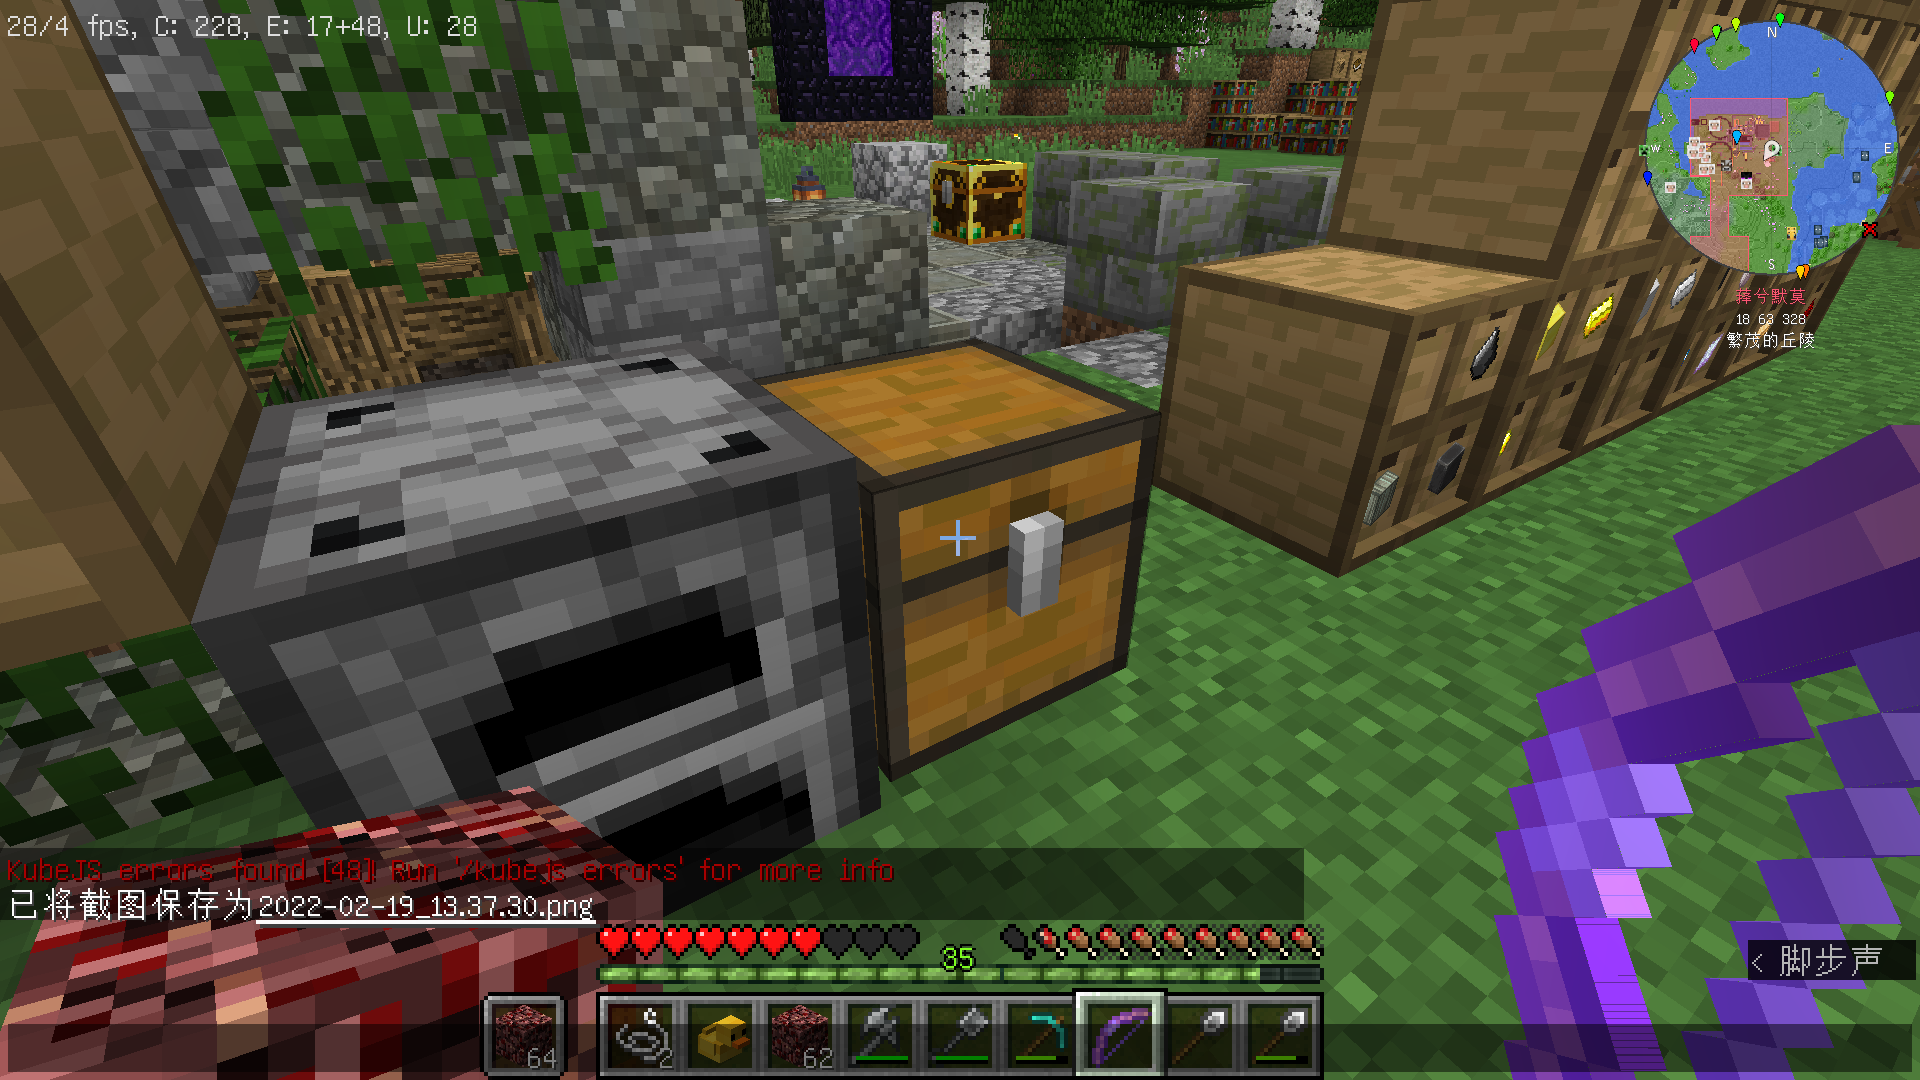 28/4 fps, C: 228, E: 17+48, U: 28
N
W
E
S
蕣兮默莫
18 63 328
繁茂的丘陵
KubeJS errors found [48]! Run '/kubejs errors' for more info
已将截图保存为2022-02-19_13.37.30.png
35
< 脚步声
64
2
62